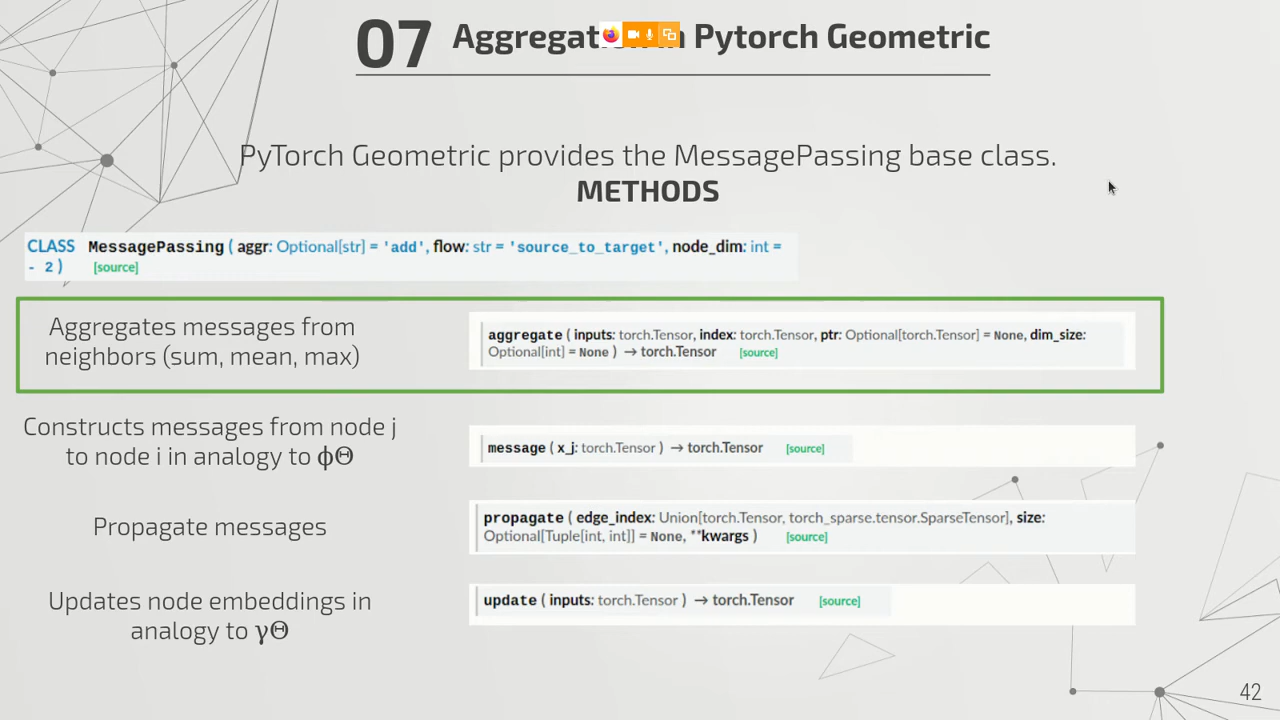 07 Aggregat n Pytorch Geometric
PyTorch Geometric provides the MessagePassing base class.
METHODS
CLASS MessagePassing ( aggr: Optional[str] = 'add', flow: str = 'source_to_target', node_dim: int =
- 2 ) [source]
Aggregates messages from
neighbors (sum, mean, max)
aggregate ( inputs: torch.Tensor, index: torch.Tensor, ptr: Optional[torch.Tensor] = None, dim_size:
Optional[int] = None ) → torch.Tensor [source]
Constructs messages from node j
to node i in analogy to ϕΘ
message ( x_j: torch.Tensor ) → torch.Tensor [source]
Propagate messages
propagate ( edge_index: Union[torch.Tensor, torch_sparse.tensor.SparseTensor], size:
Optional[Tuple[int, int]] = None, **kwargs ) [source]
Updates node embeddings in
analogy to γΘ
update ( inputs: torch.Tensor ) → torch.Tensor [source]
42